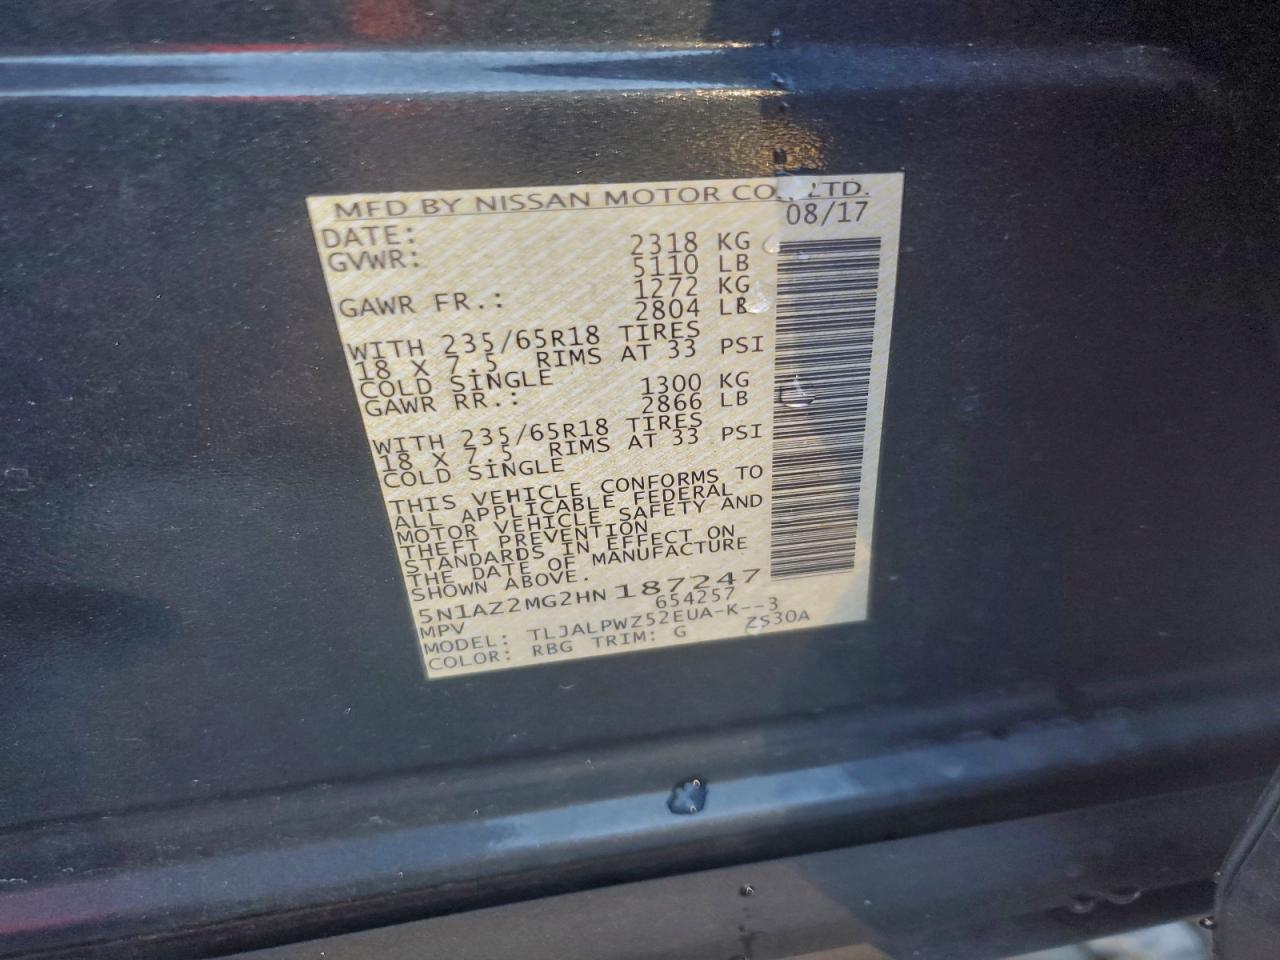 MFD BY NISSAN MOTOR CO., LTD.
DATE: 08/17
GVWR: 2318 KG
5110 LB
GAWR FR.: 1272 KG
2804 LB
WITH 235/65R18 TIRES
18 X 7.5 RIMS AT 33 PSI
COLD SINGLE
GAWR RR.: 1300 KG
2866 LB
WITH 235/65R18 TIRES
18 X 7.5 RIMS AT 33 PSI
COLD SINGLE
THIS VEHICLE CONFORMS TO
ALL APPLICABLE FEDERAL
MOTOR VEHICLE SAFETY AND
THEFT PREVENTION
STANDARDS IN EFFECT ON
THE DATE OF MANUFACTURE
SHOWN ABOVE.
5N1AZ2MG2HN187247
MPV 654257
MODEL: TLJALPWZ52EUA-K--3
COLOR: RBG TRIM: G ZS30A